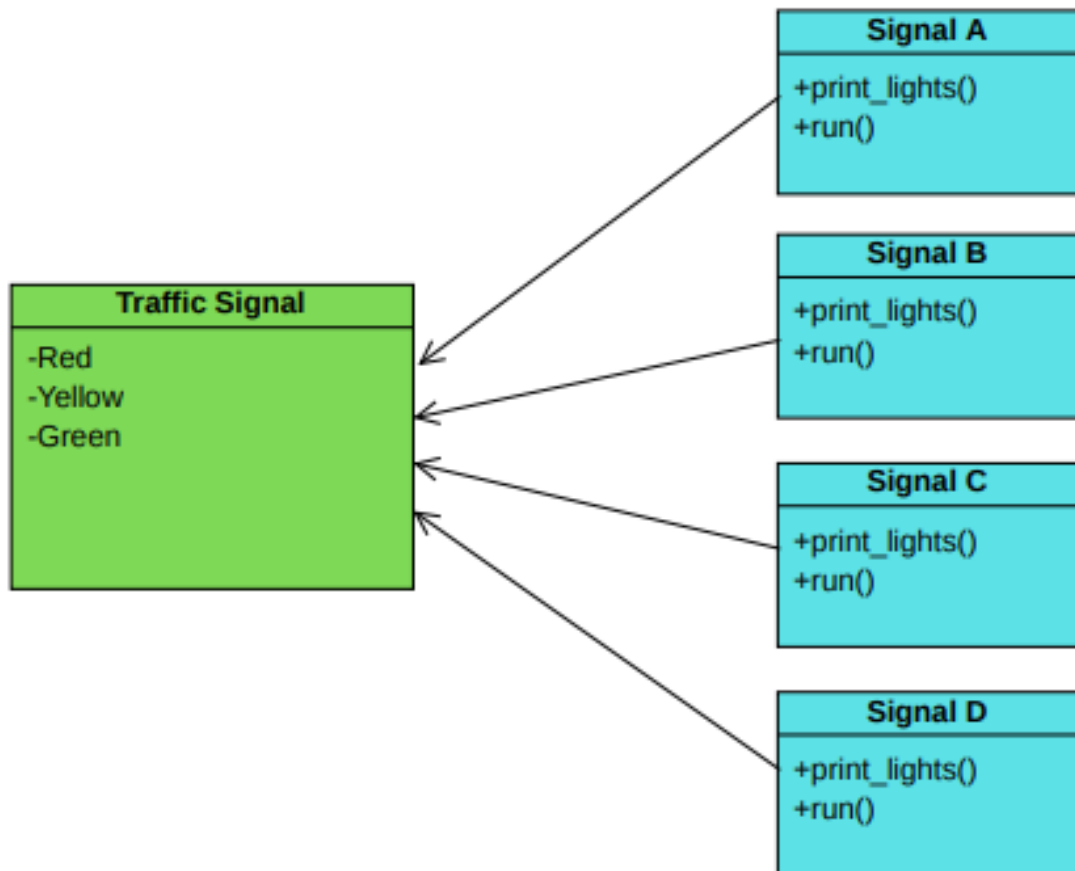 Traffic Signal
-Red
-Yellow
-Green
Signal A
+print_lights()
+run()
Signal B
+print_lights()
+run()
Signal C
+print_lights()
+run()
Signal D
+print_lights()
+run()